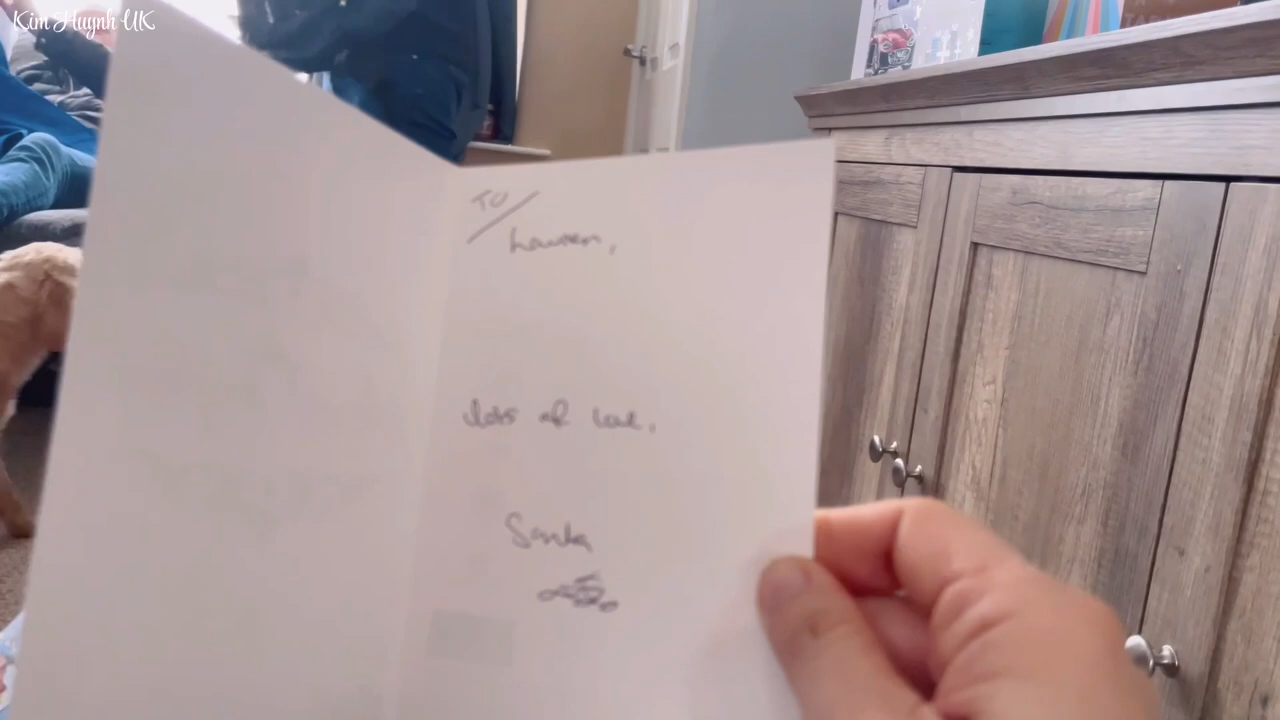 Kim Huynh UK
TO/
Lauren,
lots of love,
Santa